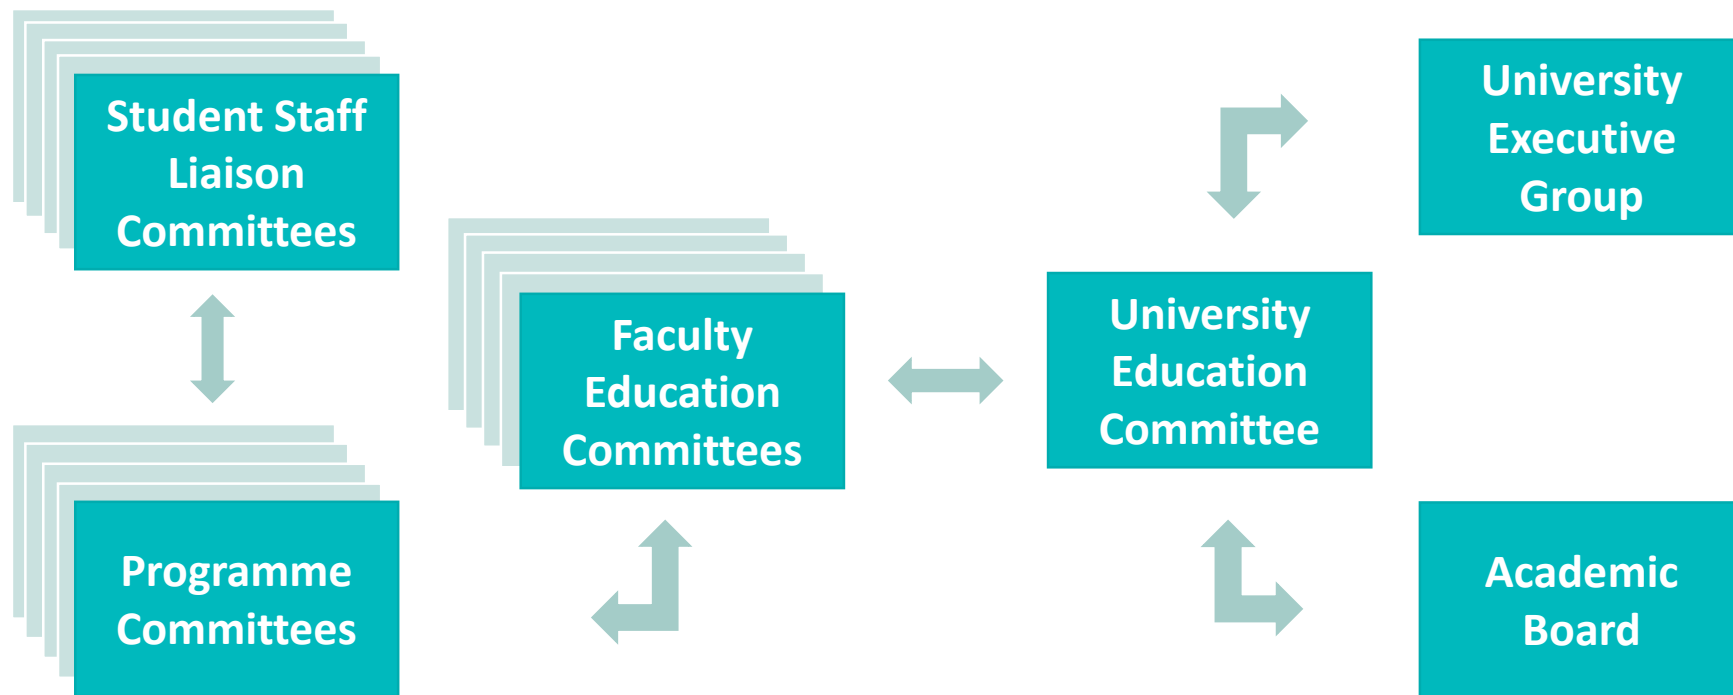 Student Staff
Liaison
Committees
Programme
Committees
Faculty
Education
Committees
University
Education
Committee
University
Executive
Group
Academic
Board